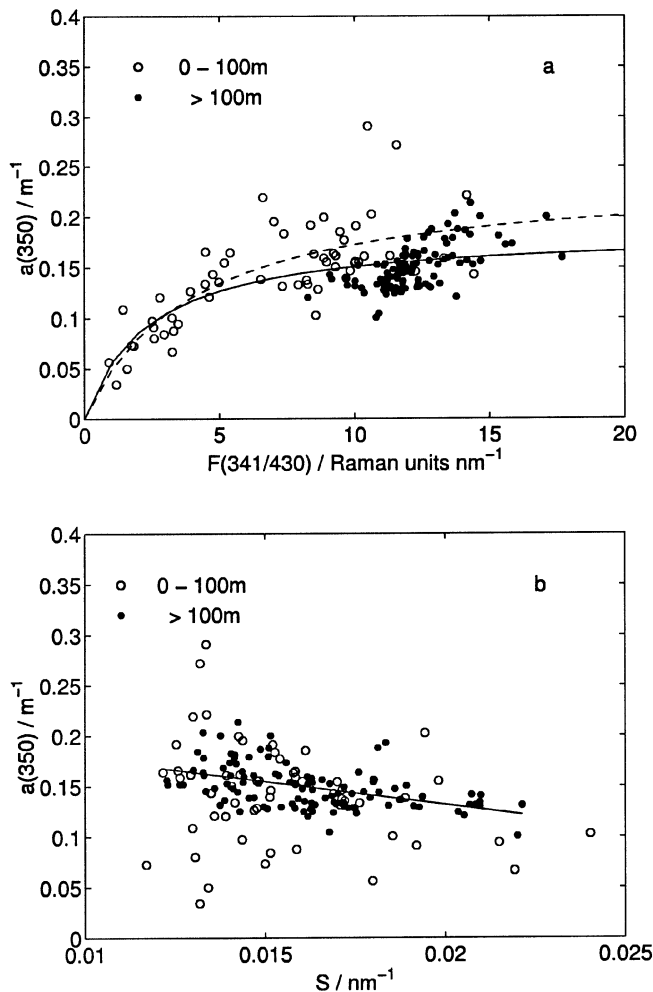 0.4
0.35
0 – 100m
a
> 100m
0.3
0.25
a(350) / m⁻¹
0.2
0.15
0.1
0.05
0
0 5 10 15 20
F(341/430) / Raman units nm⁻¹
0.4
0.35
0 – 100m
b
> 100m
0.3
0.25
a(350) / m⁻¹
0.2
0.15
0.1
0.05
0
0.01 0.015 0.02 0.025
S / nm⁻¹